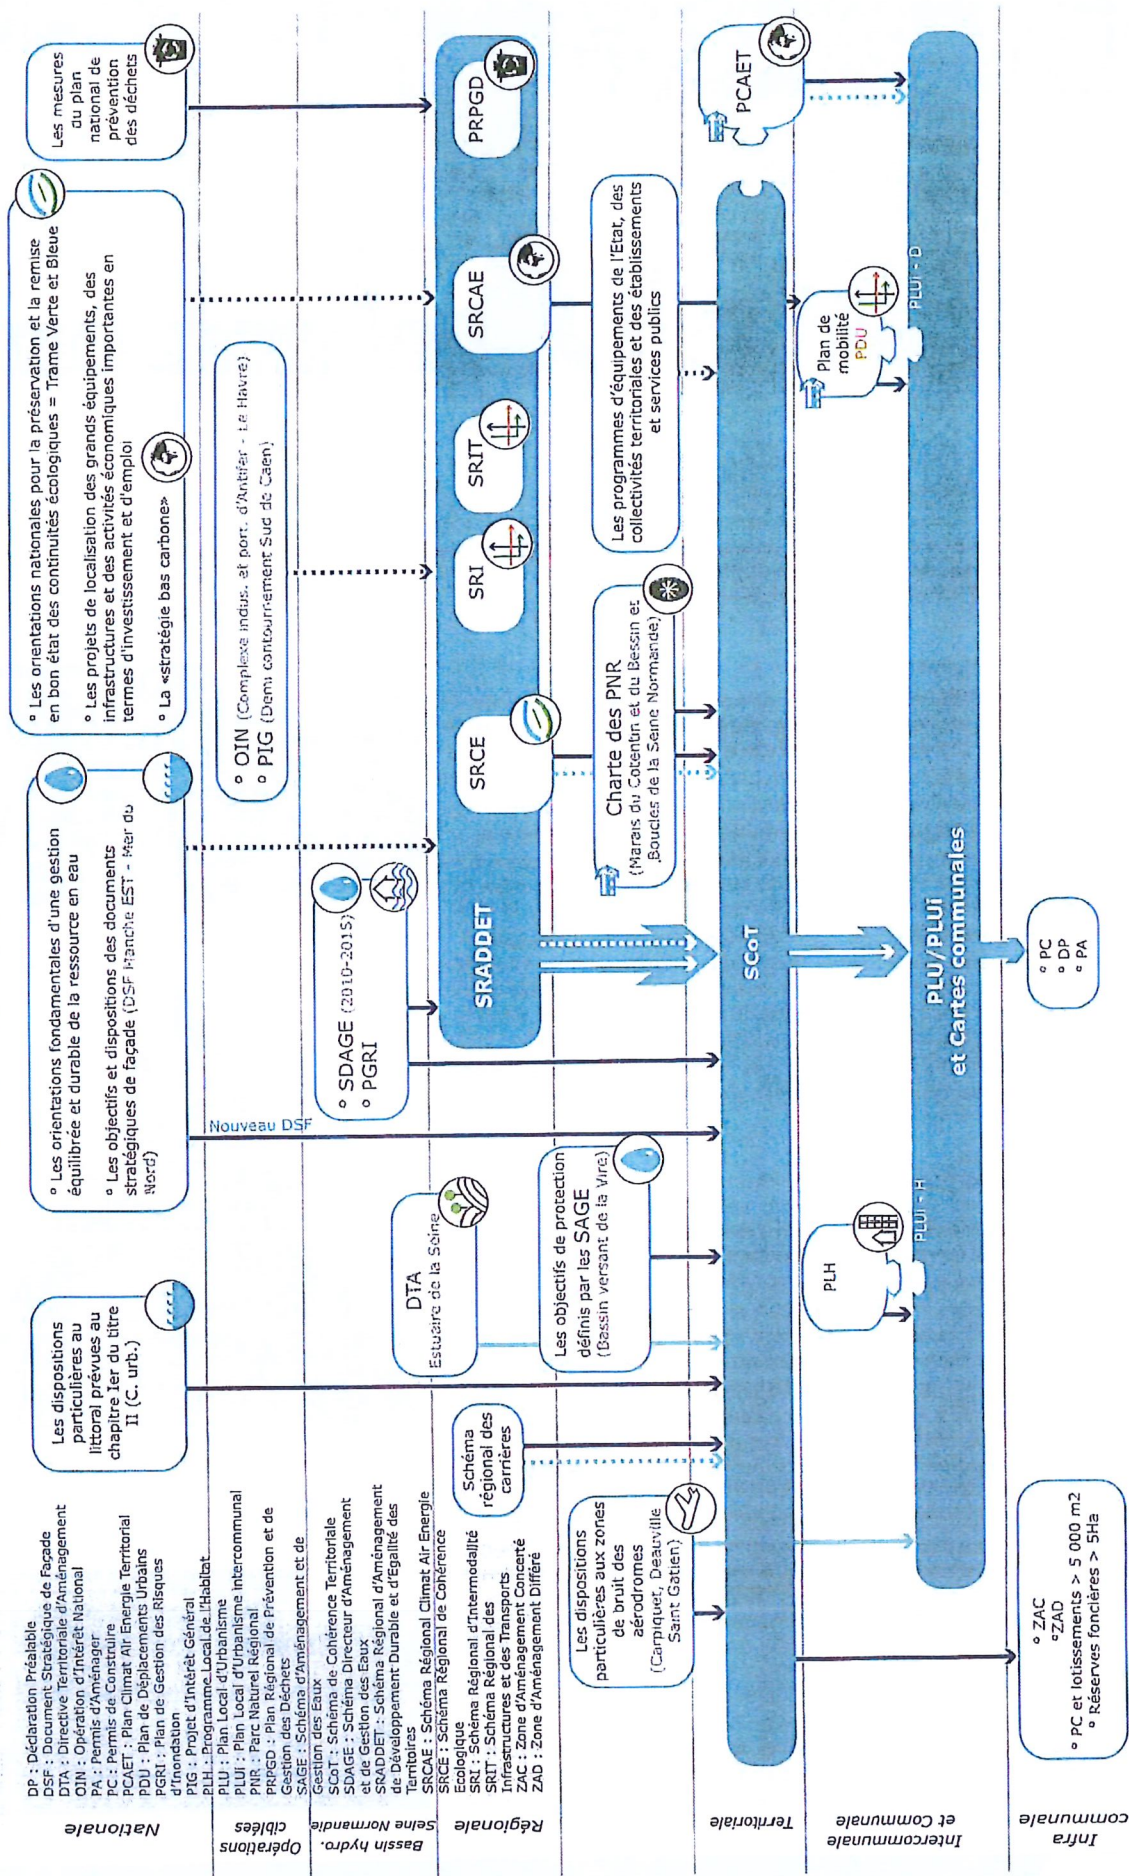 DP : Déclaration Préalable
DSF : Document Stratégique de Façade
DTA : Directive Territoriale d'Aménagement
OIN : Opération d'Intérêt National
PA : Permis d'Aménager
PC : Permis de Construire
PCAET : Plan Climat Air Energie Territorial
PDU : Plan de Déplacements Urbains
PGRI : Plan de Gestion des Risques
d'Inondation
PIG : Projet d'Intérêt Général
PLH : Programme Local de l'Habitat
PLU : Plan Local d'Urbanisme
PLUi : Plan Local d'Urbanisme intercommunal
PNR : Parc Naturel Régional
PRPGD : Plan Régional de Prévention et de
Gestion des Déchets
SAGE : Schéma d'Aménagement et de
Gestion des Eaux
SCoT : Schéma de Cohérence Territoriale
SDAGE : Schéma Directeur d'Aménagement
et de Gestion des Eaux
SRADDET : Schéma Régional d'Aménagement
de Développement Durable et d'Egalité des
Territoires
SRCAE : Schéma Régional Climat Air Energie
SRCE : Schéma Régional de Cohérence
Ecologique
SRI : Schéma Régional d'Intermodalité
SRIT : Schéma Régional des
Infrastructures et des Transports
ZAC : Zone d'Aménagement Concerté
ZAD : Zone d'Aménagement Différé
Nationale
Les dispositions
particulières au
littoral prévues au
chapitre Ier du titre
II (C. urb.)
° Les orientations fondamentales d'une gestion
équilibrée et durable de la ressource en eau
° Les objectifs et dispositions des documents
stratégiques de façade (DSF Manche EST - Mer du
Nord)
° Les orientations nationales pour la préservation et la remise
en bon état des continuités écologiques = Trame Verte et Bleue
° Les projets de localisation des grands équipements, des
infrastructures et des activités économiques importantes en
termes d'investissement et d'emploi
° La «stratégie bas carbone»
Les mesures
du plan
national de
prévention
des déchets
Opérations
ciblées
Nouveau DSF
° OIN (Complexe indus. et port. d'Antifer - Le Havre)
° PIG (Demi contournement Sud de Caen)
Bassin hydro.
Seine Normandie
° SDAGE (2010-2015)
° PGRI
DTA
Estuaire de la Seine
Régionale
Schéma
régional des
carrières
SRADDET
SRCE
SRI
SRIT
SRCAE
PRPGD
Les dispositions
particulières aux zones
de bruit des
aérodromes
(Carpiquet, Deauville
Saint Gatien)
Les objectifs de protection
définis par les SAGE
(Bassin versant de la Vire)
Charte des PNR
(Marais du Cotentin et du Bessin et
Boucles de la Seine Normande)
Les programmes d'équipements de l'Etat, des
collectivités territoriales et des établissements
et services publics
Territoriale
SCoT
PCAET
Intercommunale
et Communale
PLH
PLUi - H
Plan de
mobilité
PDU
PLUi - D
PLU/PLUi
et Cartes communales
Infra
communale
° ZAC
°ZAD
° PC et lotissements > 5 000 m2
° Réserves foncières > 5Ha
° PC
° DP
° PA